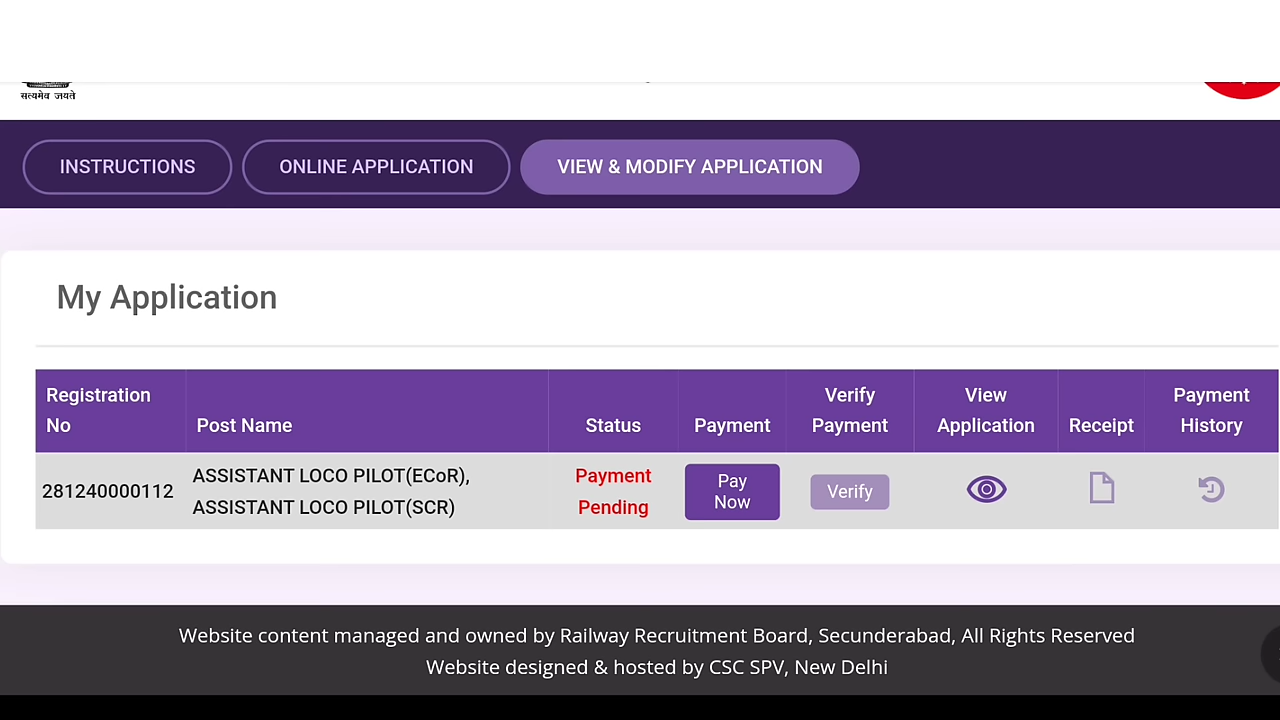 सत्यमेव जयते
INSTRUCTIONS
ONLINE APPLICATION
VIEW & MODIFY APPLICATION
My Application
Registration No
Post Name
Status
Payment
Verify Payment
View Application
Receipt
Payment History
281240000112
ASSISTANT LOCO PILOT(ECoR),
ASSISTANT LOCO PILOT(SCR)
Payment
Pending
Pay
Now
Verify
Website content managed and owned by Railway Recruitment Board, Secunderabad, All Rights Reserved
Website designed & hosted by CSC SPV, New Delhi